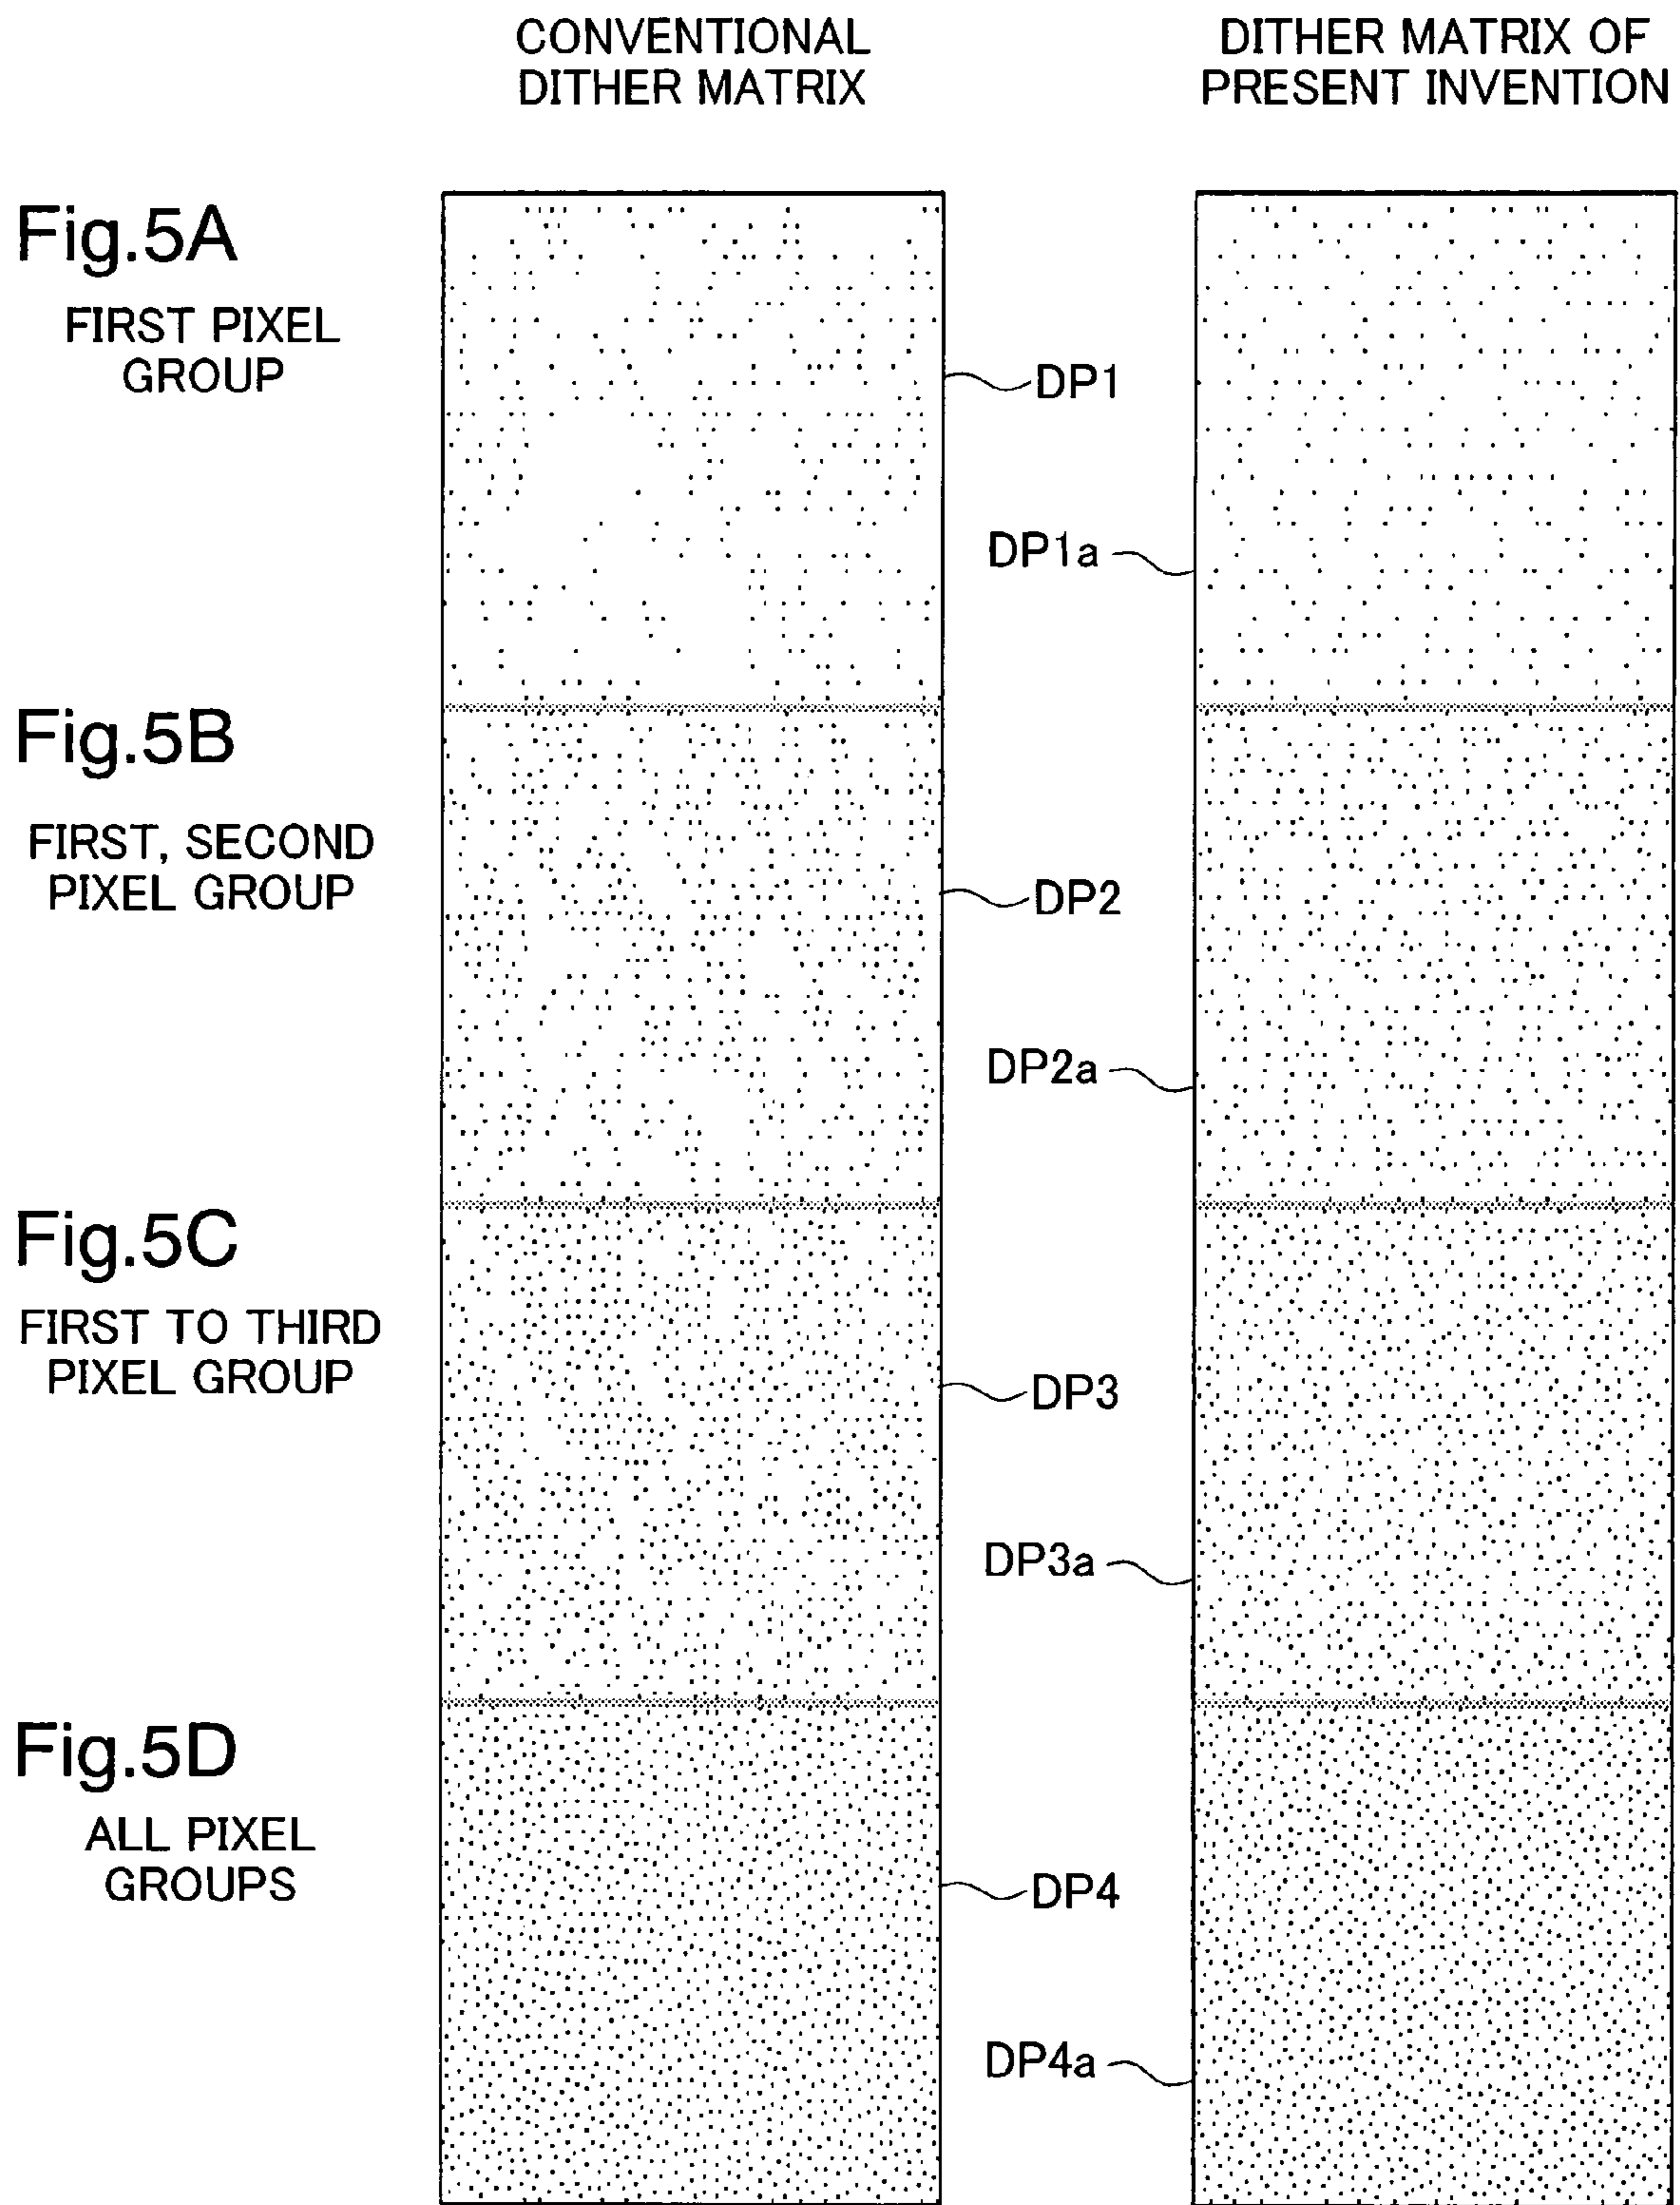 CONVENTIONAL
DITHER MATRIX
DITHER MATRIX OF
PRESENT INVENTION
Fig.5A
FIRST PIXEL
GROUP
DP1
DP1a
Fig.5B
FIRST, SECOND
PIXEL GROUP
DP2
DP2a
Fig.5C
FIRST TO THIRD
PIXEL GROUP
DP3
DP3a
Fig.5D
ALL PIXEL
GROUPS
DP4
DP4a